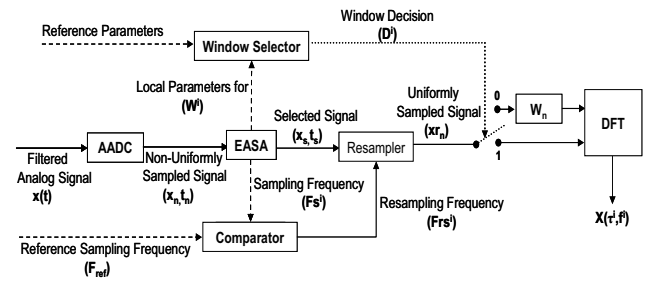 Reference Parameters
Window Selector
Window Decision
(Dⁱ)
Local Parameters for
(Wⁱ)
Selected Signal
(xₛ,tₛ)
Uniformly
Sampled Signal
(xrₙ)
0
Wₙ
DFT
AADC
EASA
Resampler
1
Filtered
Analog Signal
x(t)
Non-Uniformly
Sampled Signal
(xₙ,tₙ)
Sampling Frequency
(Fsⁱ)
Resampling Frequency
(Frsⁱ)
X(τⁱ,fⁱ)
Comparator
Reference Sampling Frequency
(F_ref)